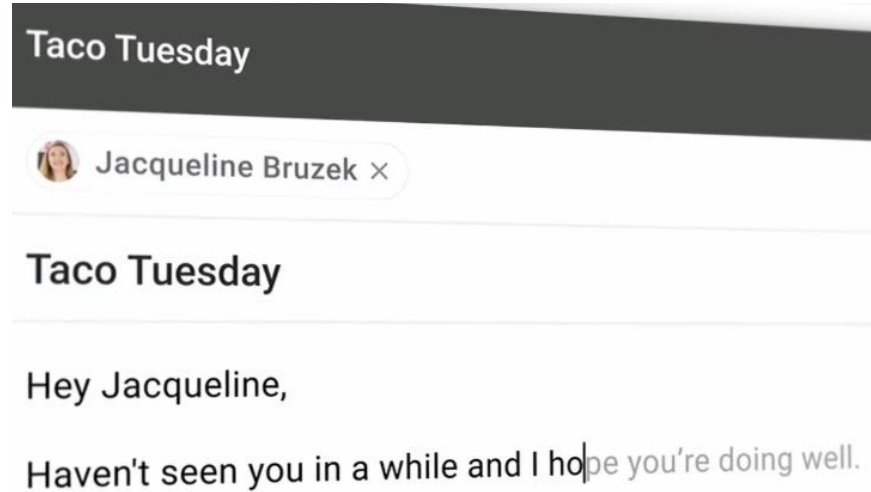 Taco Tuesday
Jacqueline Bruzek ×
Taco Tuesday
Hey Jacqueline,
Haven't seen you in a while and I hope you're doing well.